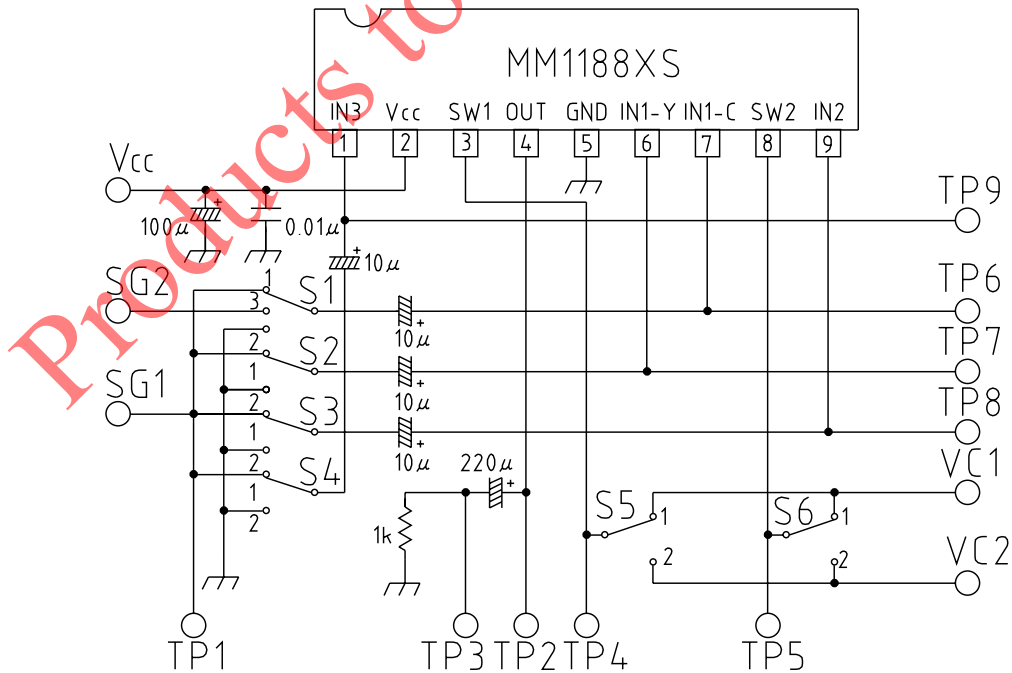 MM1188XS
IN3 Vcc SW1 OUT GND IN1-Y IN1-C SW2 IN2
1 2 3 4 5 6 7 8 9
Products to
Vcc
TP9
+
100μ
0.01μ
+
10μ
SG2
1
3
S1
+
10μ
TP6
2
S2
+
10μ
TP7
1
SG1
2
S3
+
10μ
TP8
1
2
S4
220μ
+
VC1
1
2
1k
S5
1
2
S6
1
2
VC2
TP1 TP3 TP2 TP4 TP5